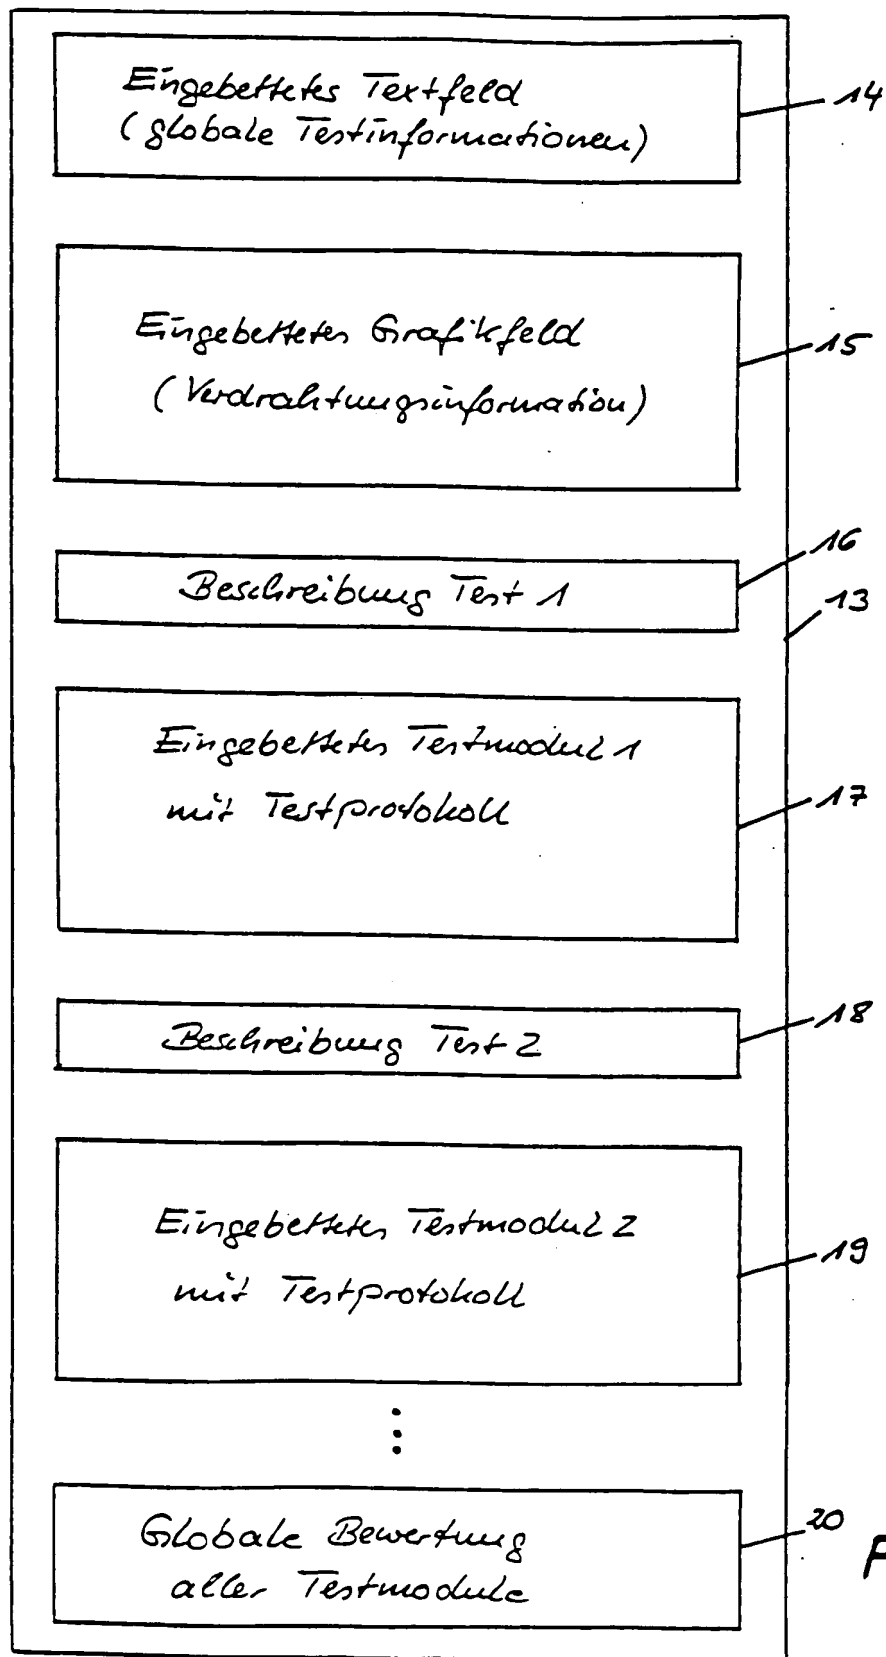 Eingebettetes Textfeld
(globale Testinformationen)
14
Eingebettetes Grafikfeld
(Verdrahtungsinformation)
15
16
Beschreibung Test 1
13
Eingebettetes Testmodul 1
mit Testprotokoll
17
18
Beschreibung Test 2
Eingebettetes Testmodul 2
mit Testprotokoll
19
20
Globale Bewertung
aller Testmodule
F